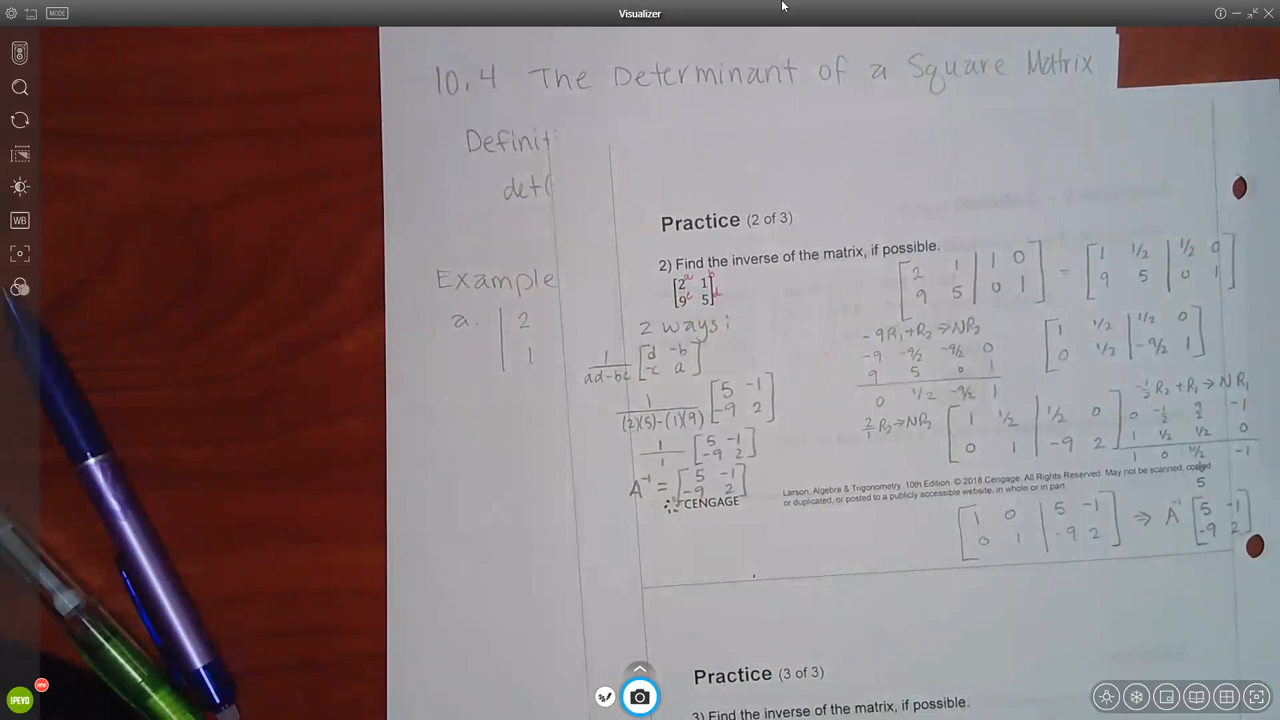 MODE
Visualizer
10.4 The Determinant of a Square Matrix
Definiti
det(
Example
a. | 2
| 1
Practice (2 of 3)
2) Find the inverse of the matrix, if possible.
[2 a 1 b
9 c 5 d]
2 ways:
1/(ad-bc) [d -b
-c a]
1/((2)(5)-(1)(9)) [5 -1
-9 2]
1/1 [5 -1
-9 2]
A⁻¹ = [5 -1
-9 2]
CENGAGE
[2 1 | 1 0
9 5 | 0 1] = [1 1/2 | 1/2 0
9 5 | 0 1]
-9R₁+R₂→NR₂
-9 -9/2 -9/2 0
9 5 0 1
0 1/2 -9/2 1
[1 1/2 | 1/2 0
0 1/2 | -9/2 1]
2/1 R₂→NR₂
[1 1/2 | 1/2 0
0 1 | -9 2]
-1/2 R₂ + R₁ → NR₁
0 -1/2 9/2 -1
1 1/2 1/2 0
1 0 10/2 -1
5
Larson, Algebra & Trigonometry, 10th Edition. © 2018 Cengage. All Rights Reserved. May not be scanned, copied
or duplicated, or posted to a publicly accessible website, in whole or in part.
[1 0 | 5 -1
0 1 | -9 2] ⇒ A⁻¹ [5 -1
-9 2]
Practice (3 of 3)
3) Find the inverse of the matrix, if possible.
WB
IPEVO
new